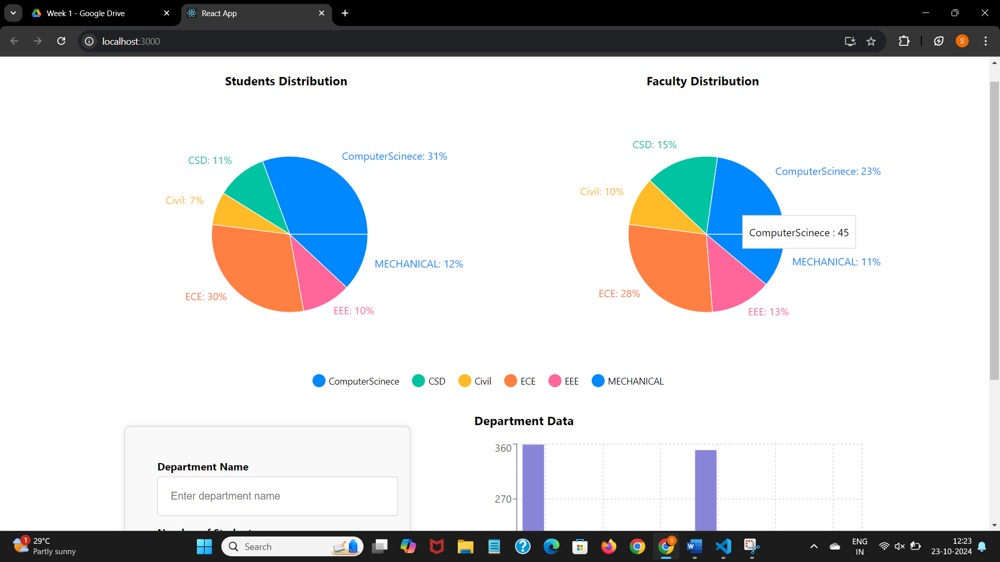 Week 1 - Google Drive
React App
localhost:3000
S
Students Distribution
Faculty Distribution
CSD: 11%
ComputerScinece: 31%
Civil: 7%
MECHANICAL: 12%
ECE: 30%
EEE: 10%
CSD: 15%
ComputerScinece: 23%
Civil: 10%
ComputerScinece : 45
MECHANICAL: 11%
ECE: 28%
EEE: 13%
ComputerScinece CSD Civil ECE EEE MECHANICAL
Department Name
Enter department name
Department Data
360
270
1
29°C
Partly sunny
Search
S
ENG
IN
12:23
23-10-2024